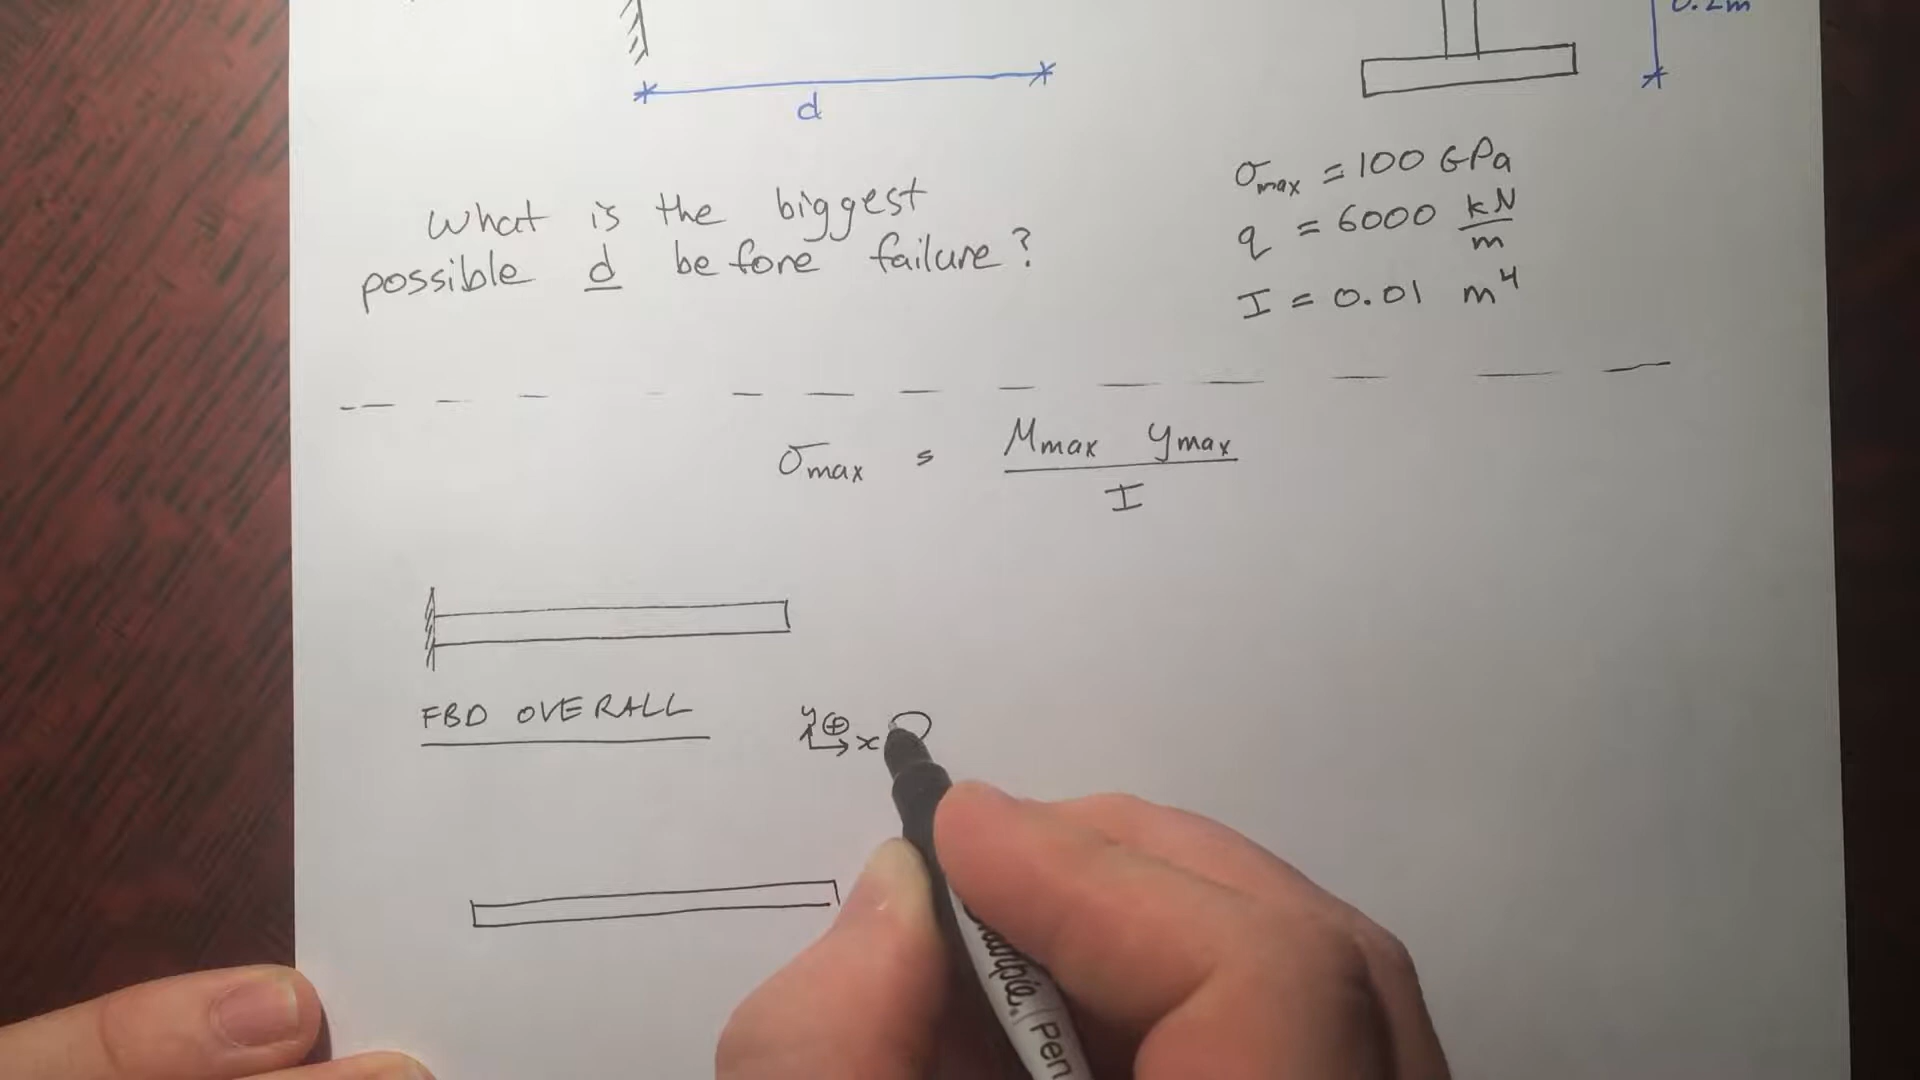 0.2m
d
What is the biggest
possible d before failure?
σmax = 100 GPa
q = 6000 kN/m
I = 0.01 m⁴
σmax = Mmax ymax / I
FBD OVERALL
y
x
Sharpie. Pen